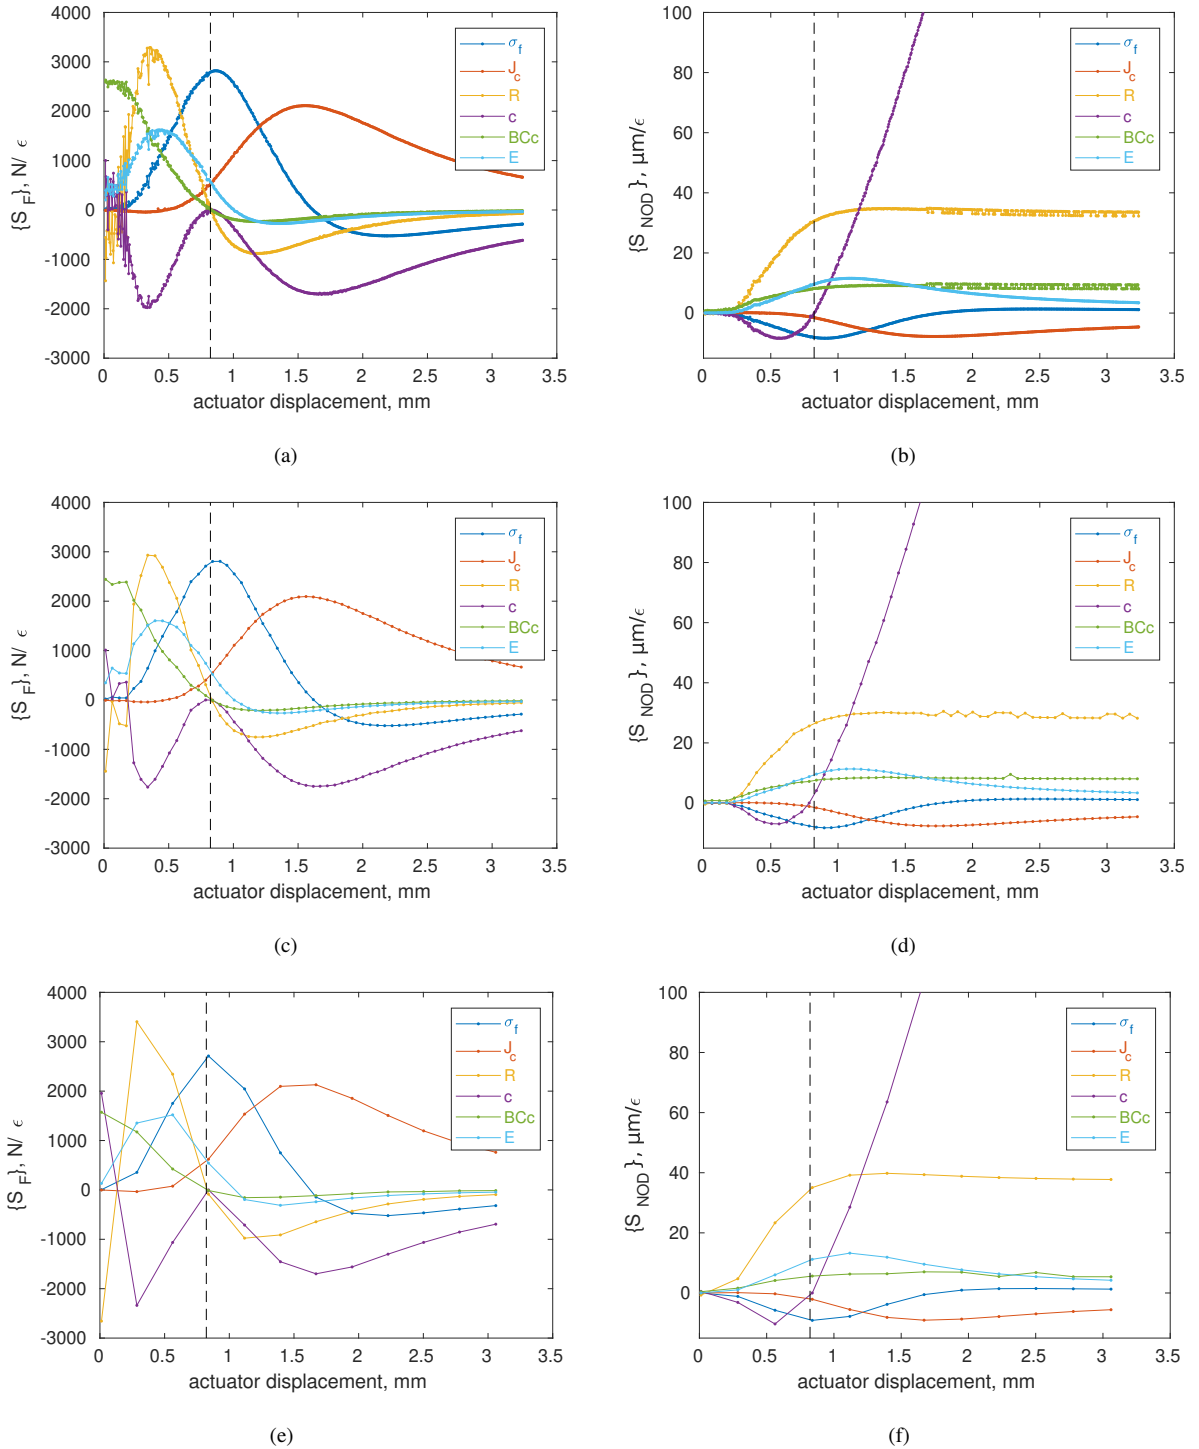 4000
3000
2000
1000
0
-1000
-2000
-3000
{S_F}, N/ ϵ
0 0.5 1 1.5 2 2.5 3 3.5
actuator displacement, mm
σ_f
J_c
R
c
BCc
E
(a)
100
80
60
40
20
0
{S_NOD}, µm/ϵ
0 0.5 1 1.5 2 2.5 3 3.5
actuator displacement, mm
σ_f
J_c
R
c
BCc
E
(b)
4000
3000
2000
1000
0
-1000
-2000
-3000
{S_F}, N/ ϵ
0 0.5 1 1.5 2 2.5 3 3.5
actuator displacement, mm
σ_f
J_c
R
c
BCc
E
(c)
100
80
60
40
20
0
{S_NOD}, µm/ϵ
0 0.5 1 1.5 2 2.5 3 3.5
actuator displacement, mm
σ_f
J_c
R
c
BCc
E
(d)
4000
3000
2000
1000
0
-1000
-2000
-3000
{S_F}, N/ ϵ
0 0.5 1 1.5 2 2.5 3 3.5
actuator displacement, mm
σ_f
J_c
R
c
BCc
E
(e)
100
80
60
40
20
0
{S_NOD}, µm/ϵ
0 0.5 1 1.5 2 2.5 3 3.5
actuator displacement, mm
σ_f
J_c
R
c
BCc
E
(f)